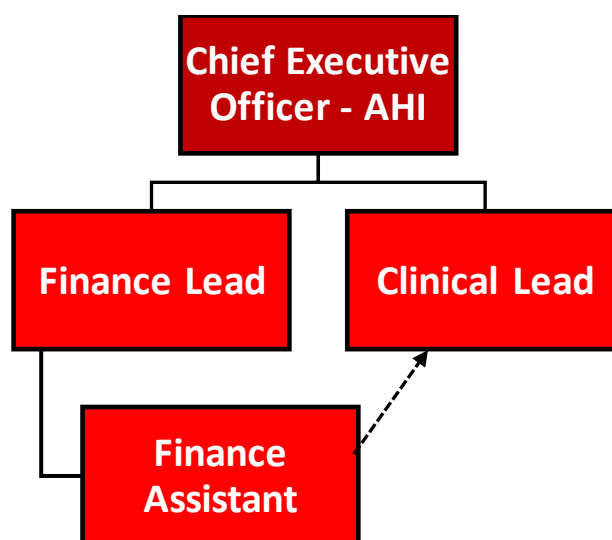 Chief Executive
Officer - AHI
Finance Lead
Clinical Lead
Finance
Assistant